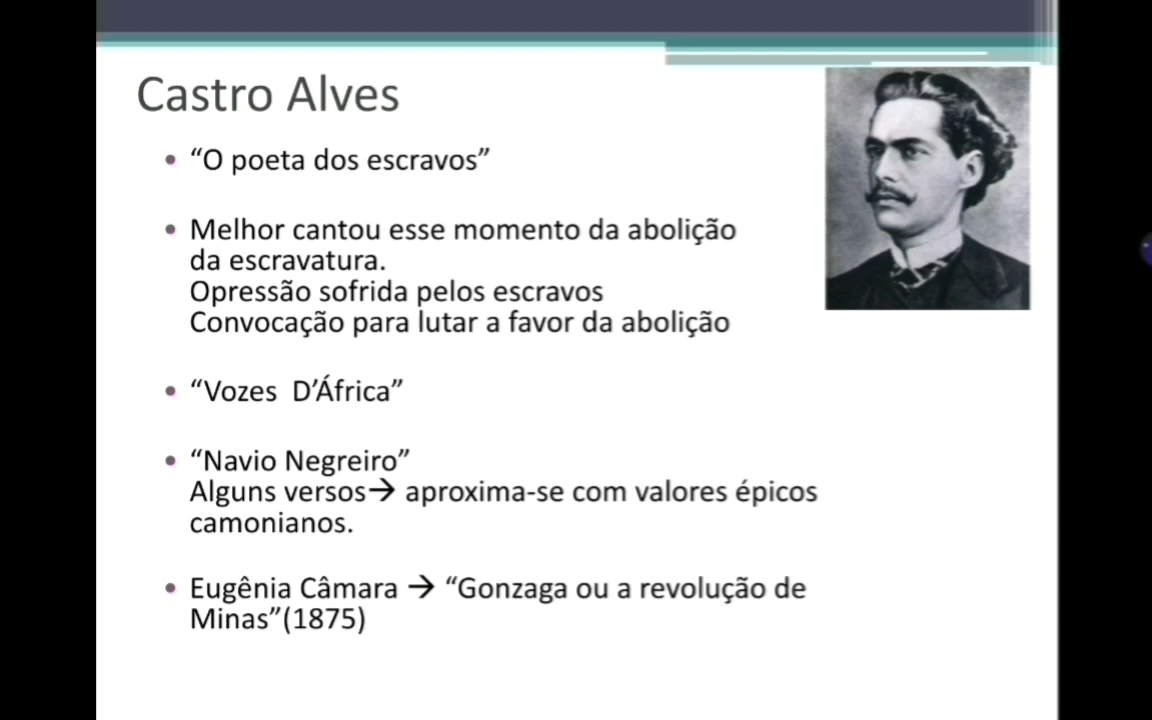 Castro Alves
• “O poeta dos escravos”
• Melhor cantou esse momento da abolição
da escravatura.
Opressão sofrida pelos escravos
Convocação para lutar a favor da abolição
• “Vozes D’África”
• “Navio Negreiro”
Alguns versos→ aproxima-se com valores épicos
camonianos.
• Eugênia Câmara → “Gonzaga ou a revolução de
Minas”(1875)